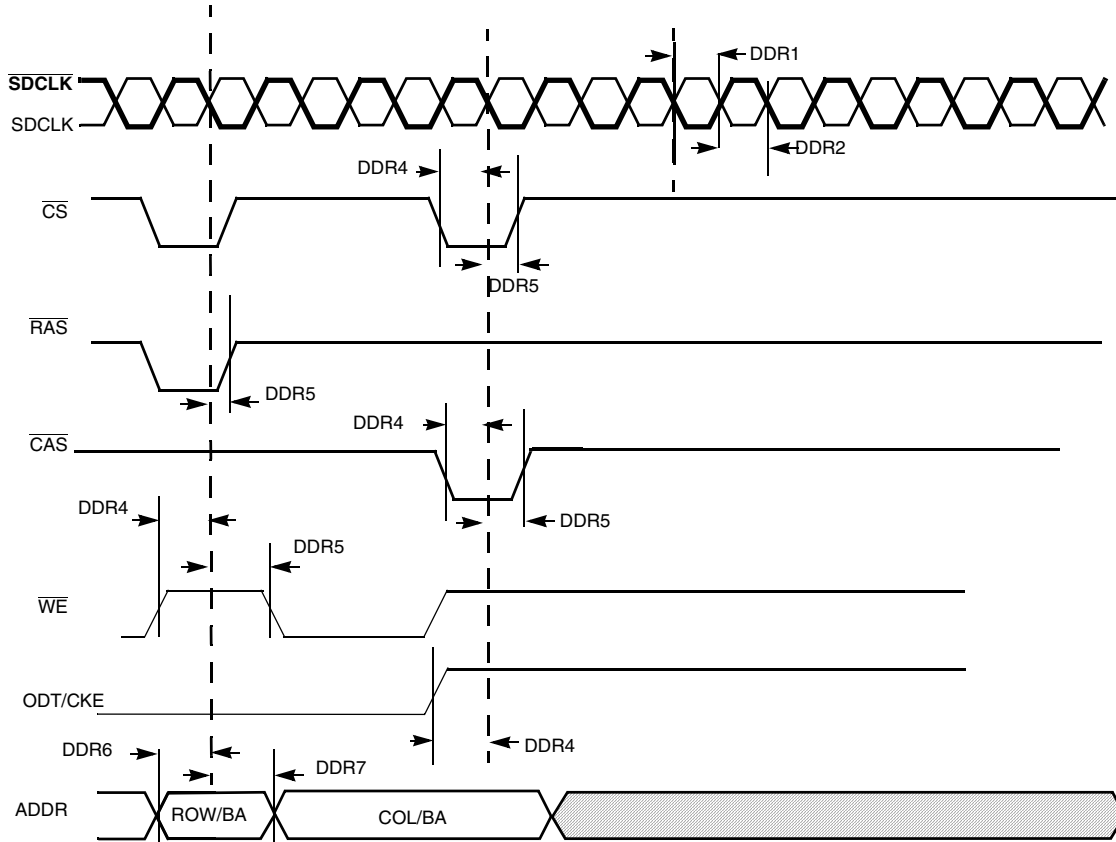 DDR1
SDCLK
SDCLK
DDR2
DDR4
CS
DDR5
RAS
DDR5
DDR4
CAS
DDR4
DDR5
DDR5
WE
ODT/CKE
DDR6
DDR4
DDR7
ADDR
ROW/BA
COL/BA